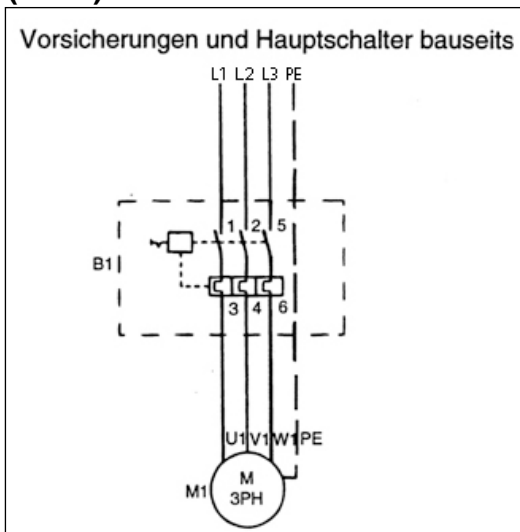 Vorsicherungen und Hauptschalter bauseits
L1 L2 L3 PE
1 2 5
B1
3 4 6
U1 V1 W1 PE
M1
M
3PH